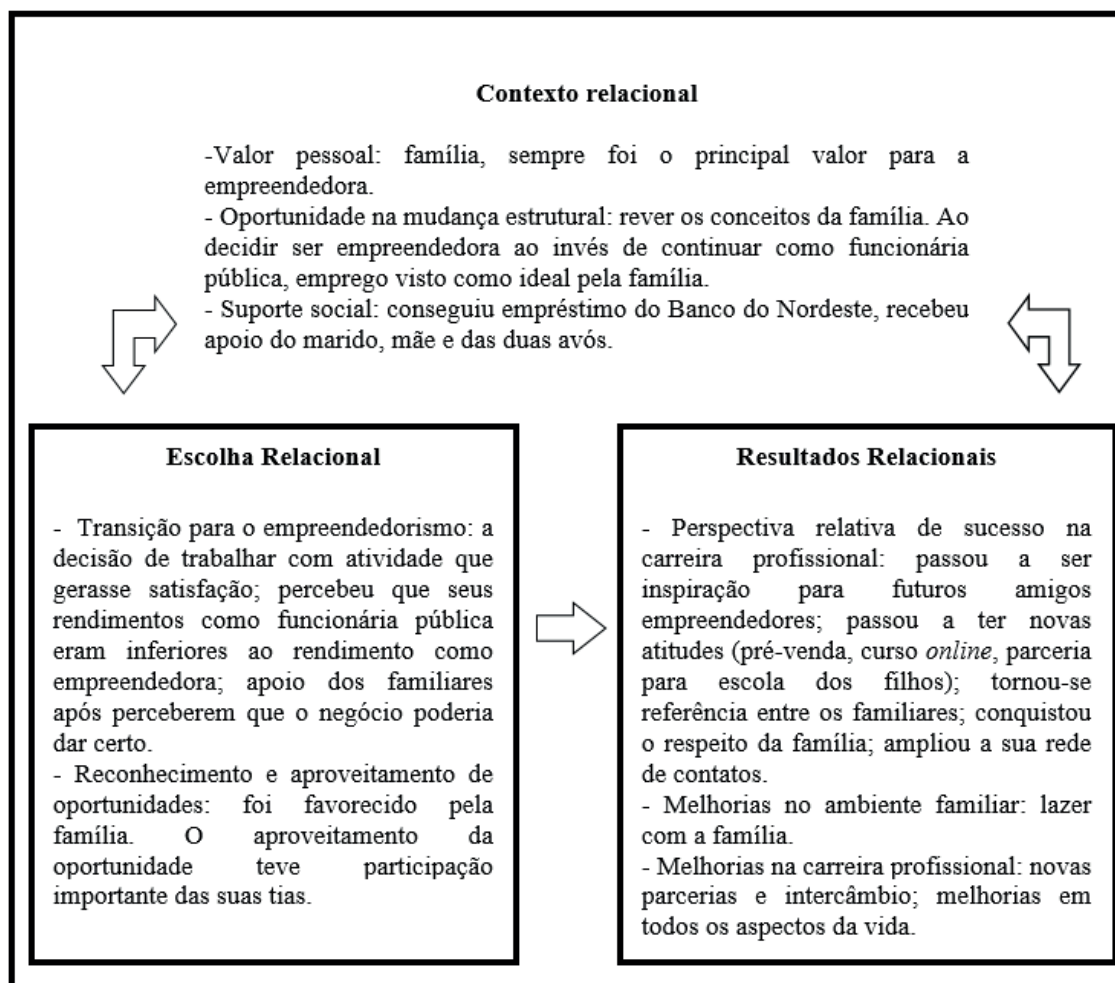 Contexto relacional
-Valor pessoal: família, sempre foi o principal valor para a
empreendedora.
- Oportunidade na mudança estrutural: rever os conceitos da família. Ao
decidir ser empreendedora ao invés de continuar como funcionária
pública, emprego visto como ideal pela família.
- Suporte social: conseguiu empréstimo do Banco do Nordeste, recebeu
apoio do marido, mãe e das duas avós.
Escolha Relacional
- Transição para o empreendedorismo: a
decisão de trabalhar com atividade que
gerasse satisfação; percebeu que seus
rendimentos como funcionária pública
eram inferiores ao rendimento como
empreendedora; apoio dos familiares
após perceberem que o negócio poderia
dar certo.
- Reconhecimento e aproveitamento de
oportunidades: foi favorecido pela
família. O aproveitamento da
oportunidade teve participação
importante das suas tias.
Resultados Relacionais
- Perspectiva relativa de sucesso na
carreira profissional: passou a ser
inspiração para futuros amigos
empreendedores; passou a ter novas
atitudes (pré-venda, curso online, parceria
para escola dos filhos); tornou-se
referência entre os familiares; conquistou
o respeito da família; ampliou a sua rede
de contatos.
- Melhorias no ambiente familiar: lazer
com a família.
- Melhorias na carreira profissional: novas
parcerias e intercâmbio; melhorias em
todos os aspectos da vida.